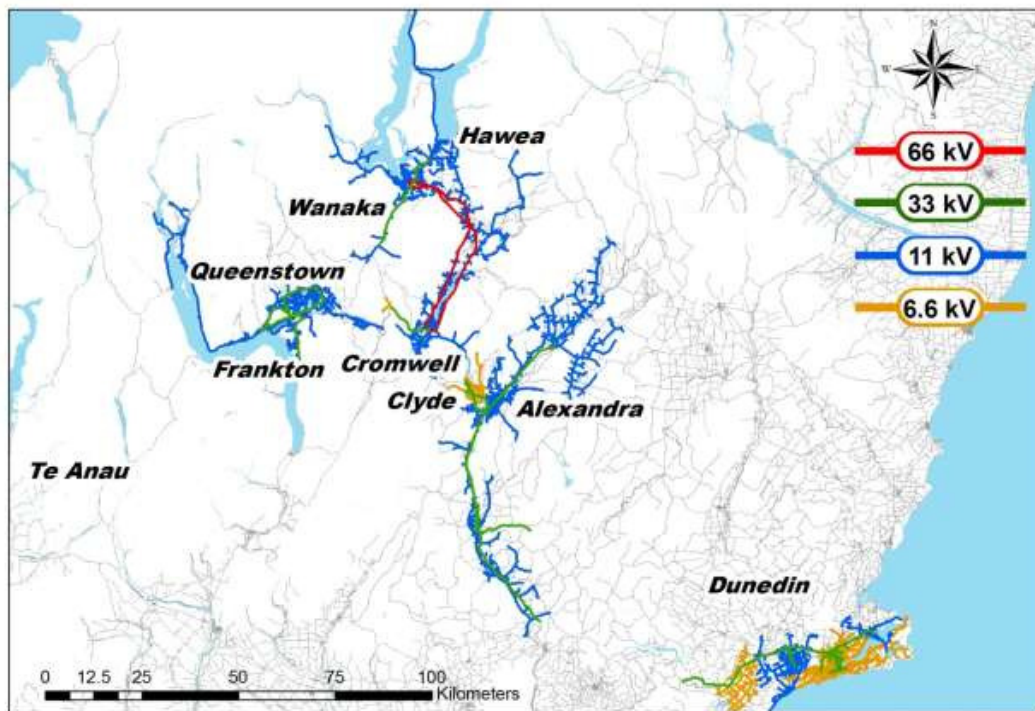 N
W
E
S
Hawea
66 kV
33 kV
Wanaka
11 kV
Queenstown
6.6 kV
Frankton
Cromwell
Clyde
Alexandra
Te Anau
Dunedin
0 12.5 25 50 75 100
Kilometers